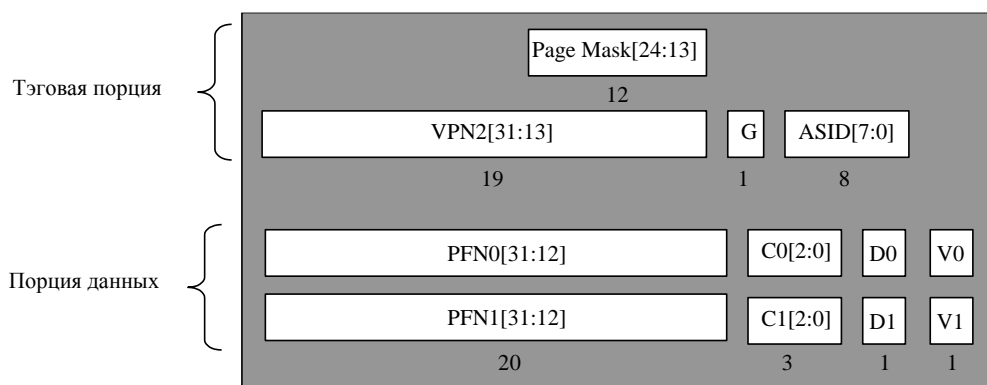 Page Mask[24:13]
Тэговая порция
12
VPN2[31:13] G ASID[7:0]
19 1 8
PFN0[31:12] C0[2:0] D0 V0
Порция данных
PFN1[31:12] C1[2:0] D1 V1
20 3 1 1